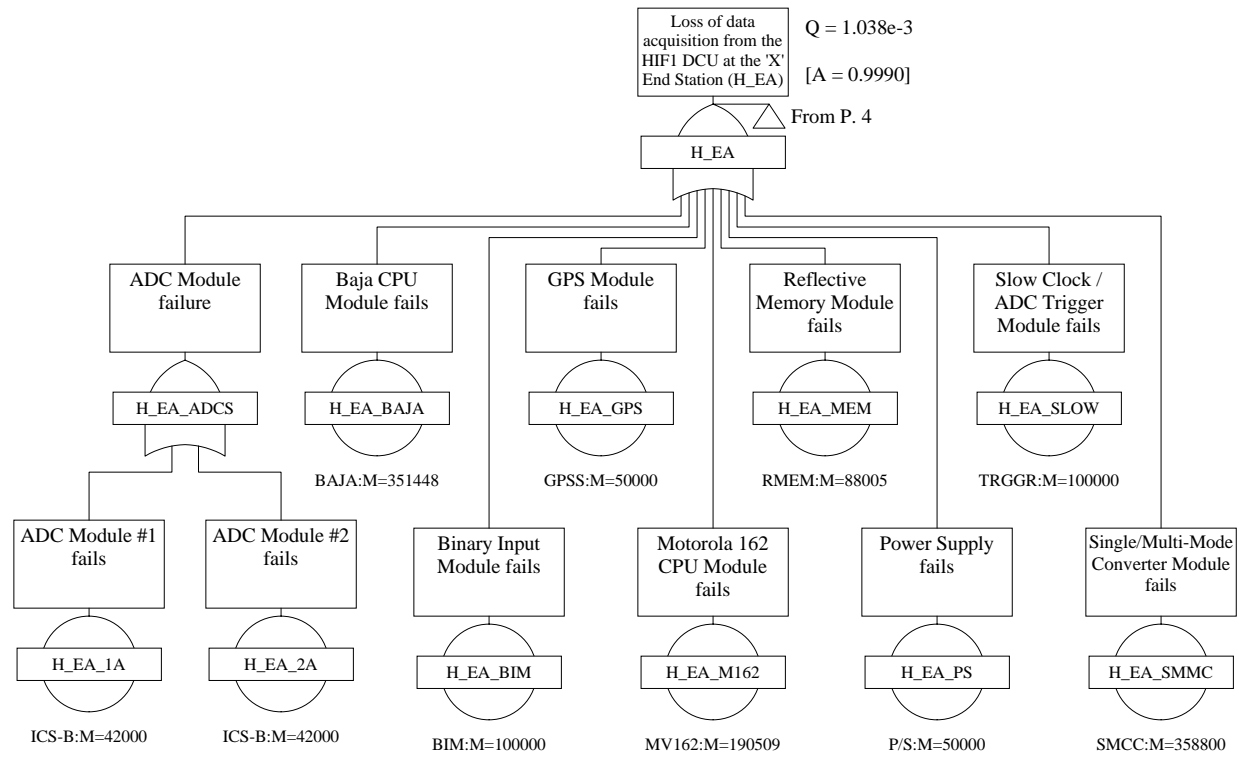 Loss of data
acquisition from the
HIF1 DCU at the 'X'
End Station (H_EA)
Q = 1.038e-3
[A = 0.9990]
From P. 4
H_EA
ADC Module
failure
H_EA_ADCS
Baja CPU
Module fails
H_EA_BAJA
BAJA:M=351448
GPS Module
fails
H_EA_GPS
GPSS:M=50000
Reflective
Memory Module
fails
H_EA_MEM
RMEM:M=88005
Slow Clock /
ADC Trigger
Module fails
H_EA_SLOW
TRGGR:M=100000
ADC Module #1
fails
H_EA_1A
ICS-B:M=42000
ADC Module #2
fails
H_EA_2A
ICS-B:M=42000
Binary Input
Module fails
H_EA_BIM
BIM:M=100000
Motorola 162
CPU Module
fails
H_EA_M162
MV162:M=190509
Power Supply
fails
H_EA_PS
P/S:M=50000
Single/Multi-Mode
Converter Module
fails
H_EA_SMMC
SMCC:M=358800